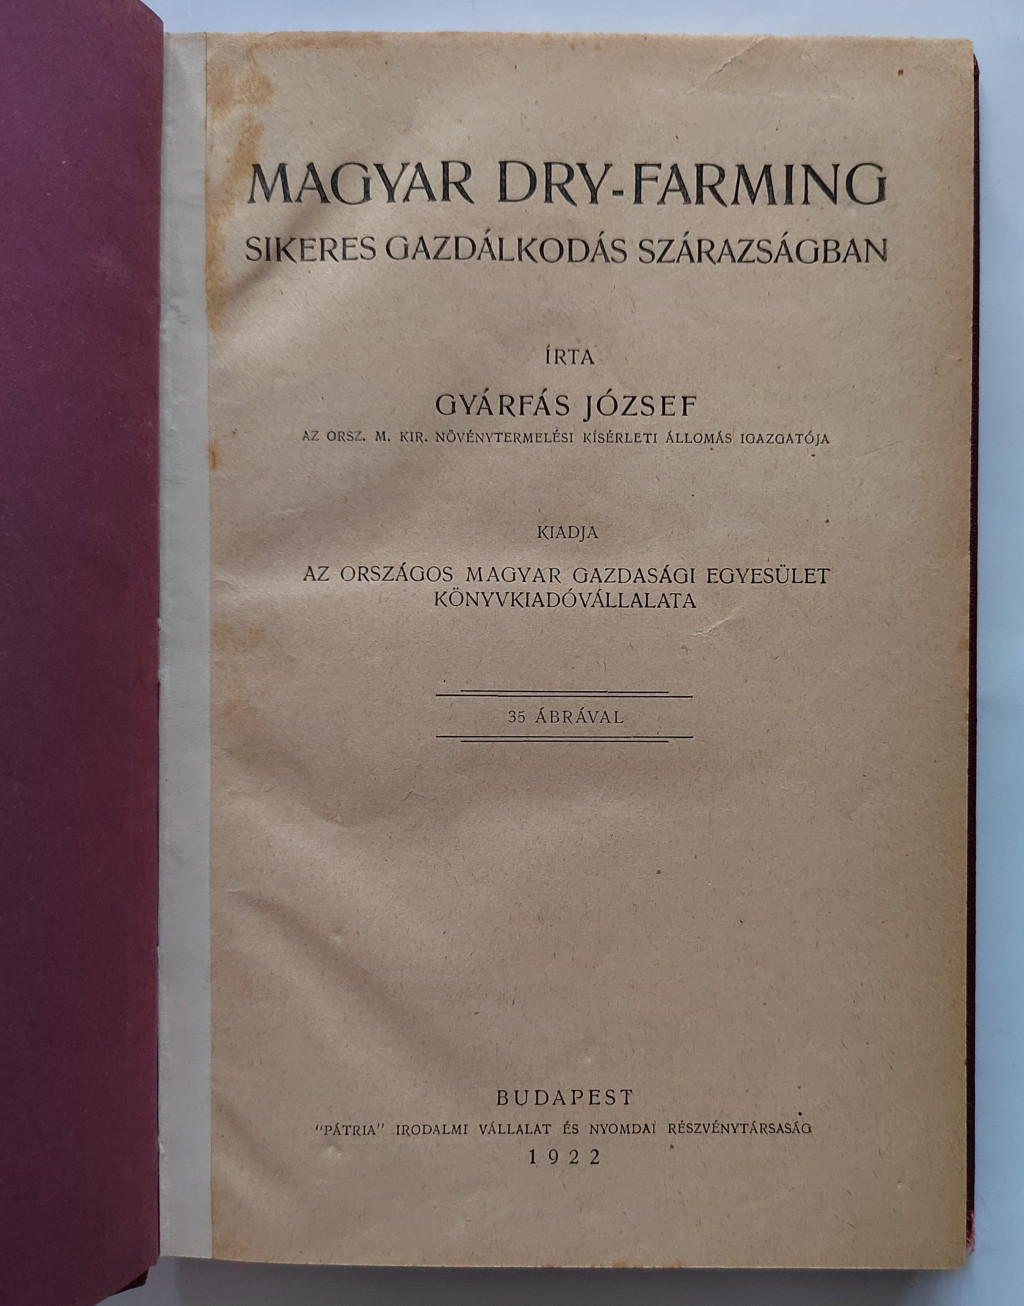 MAGYAR DRY-FARMING
SIKERES GAZDÁLKODÁS SZÁRAZSÁGBAN
ÍRTA
GYÁRFÁS JÓZSEF
AZ ORSZ. M. KIR. NÖVÉNYTERMELÉSI KÍSÉRLETI ÁLLOMÁS IGAZGATÓJA
KIADJA
AZ ORSZÁGOS MAGYAR GAZDASÁGI EGYESÜLET
KÖNYVKIADÓVÁLLALATA
35 ÁBRÁVAL
BUDAPEST
"PÁTRIA" IRODALMI VÁLLALAT ÉS NYOMDAI RÉSZVÉNYTÁRSASÁG
1922